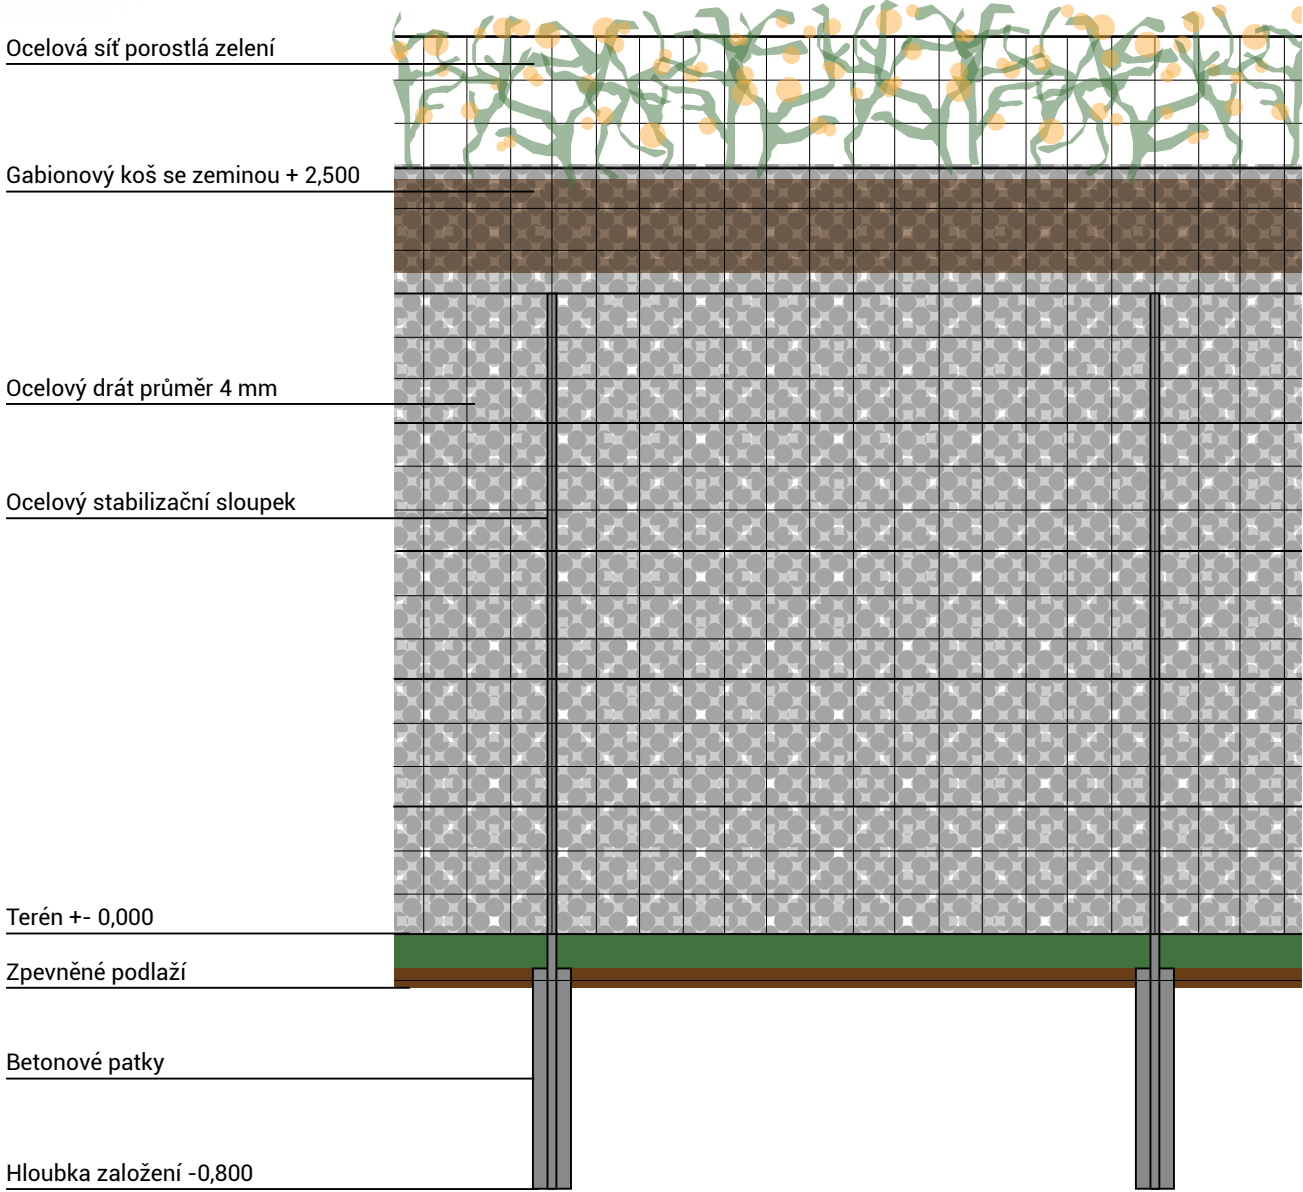 Ocelová síť porostlá zelení
Gabionový koš se zeminou + 2,500
Ocelový drát průměr 4 mm
Ocelový stabilizační sloupek
Terén +- 0,000
Zpevněné podlaží
Betonové patky
Hloubka založení -0,800